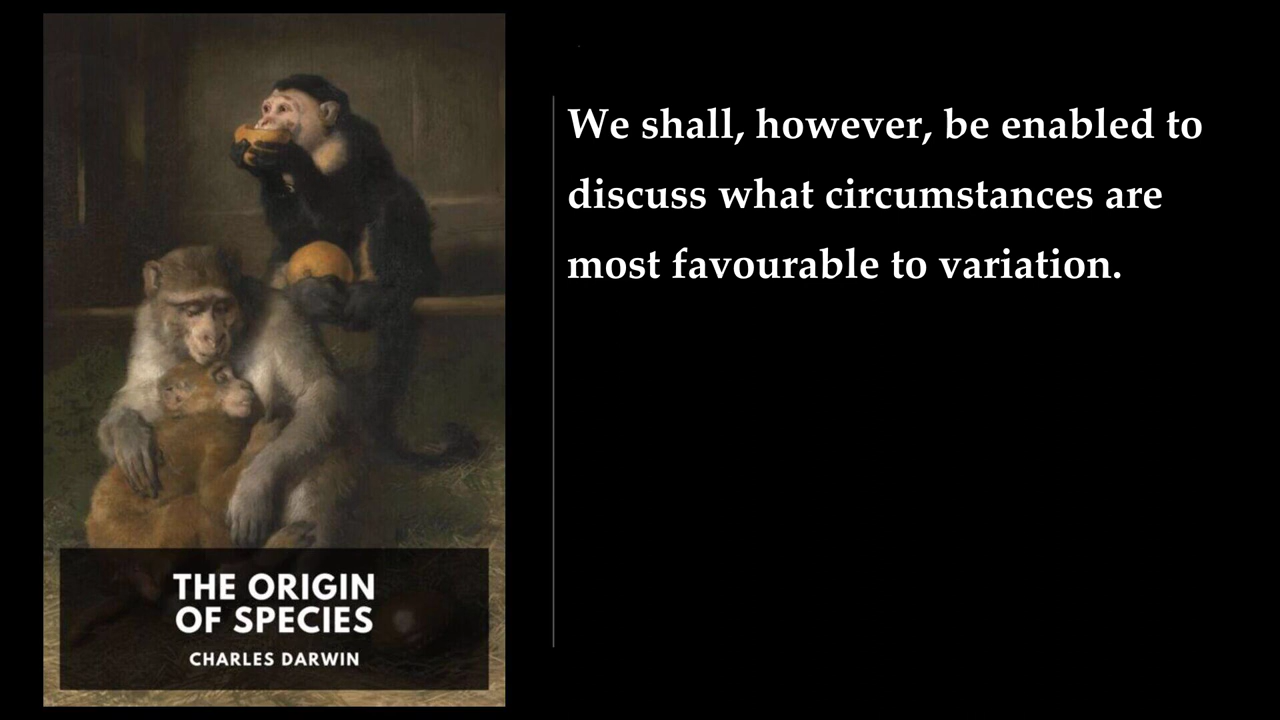 We shall, however, be enabled to
discuss what circumstances are
most favourable to variation.
THE ORIGIN
OF SPECIES
CHARLES DARWIN